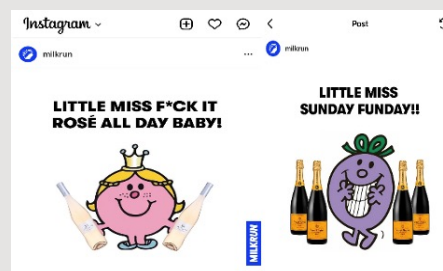 Instagram
milkrun
LITTLE MISS F*CK IT
ROSÉ ALL DAY BABY!
MILKRUN
Post
milkrun
LITTLE MISS
SUNDAY FUNDAY!!